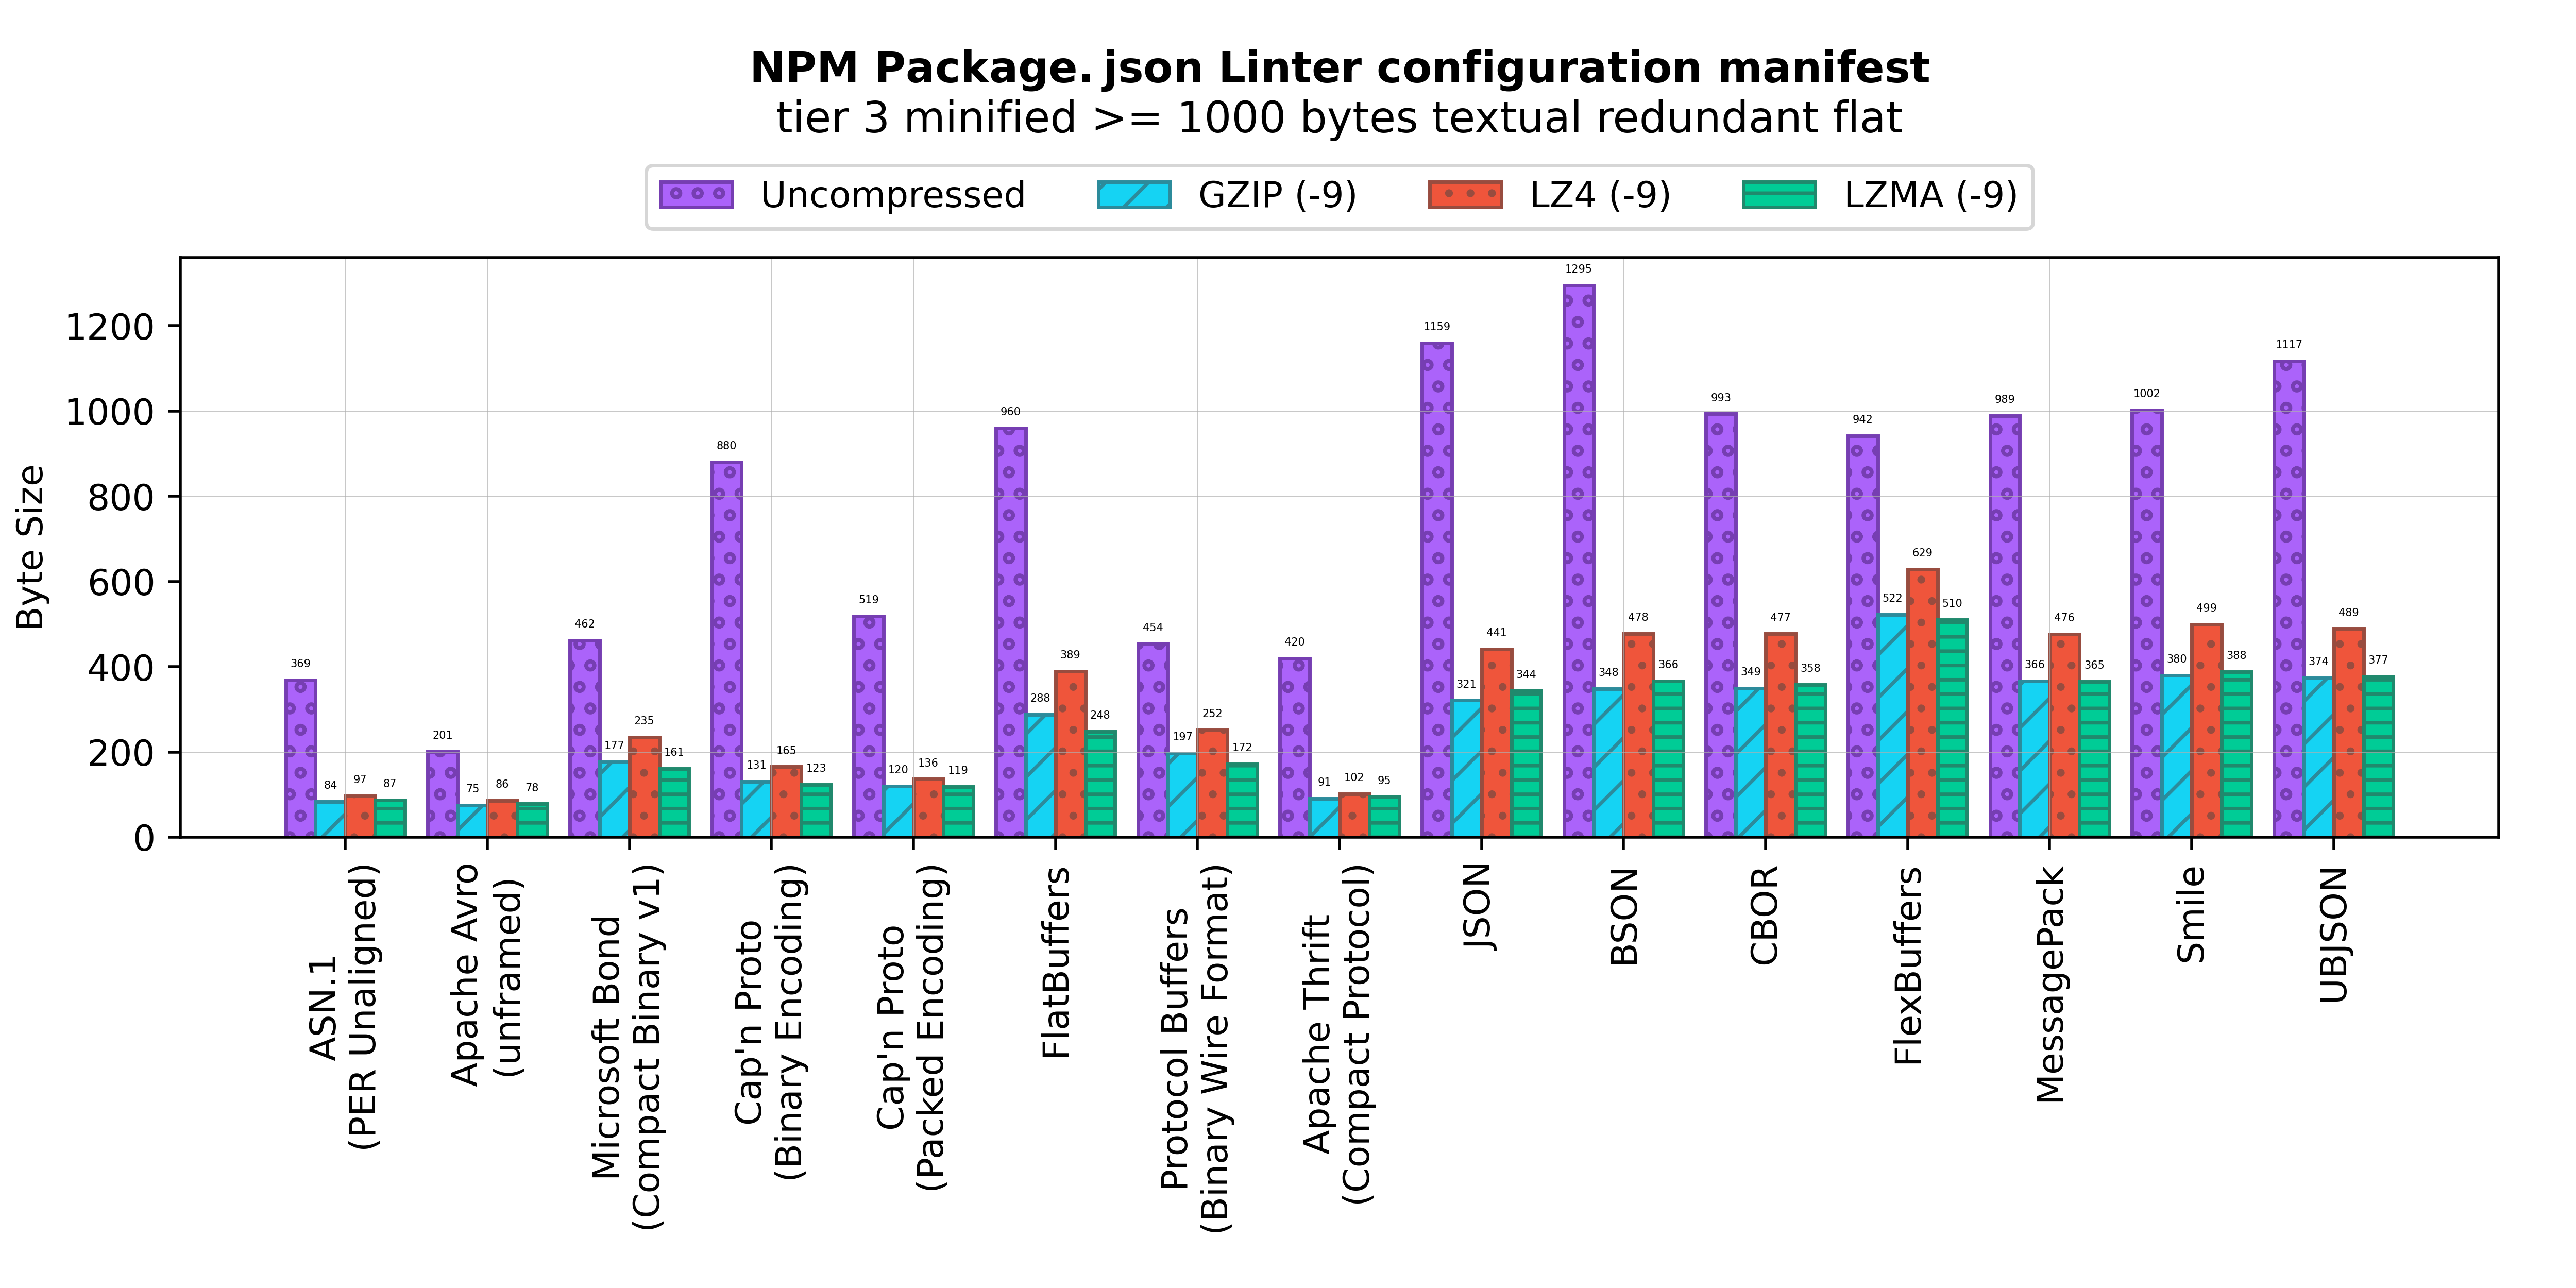 NPM Package.json Linter configuration manifest
tier 3 minified >= 1000 bytes textual redundant flat
Uncompressed
GZIP (-9)
LZ4 (-9)
LZMA (-9)
Byte Size
1200
1000
800
600
400
200
0
369
84
97
87
201
75
86
78
462
177
235
161
880
131
165
123
519
120
136
119
960
288
389
248
454
197
252
172
420
91
102
95
1159
321
441
344
1295
348
478
366
993
349
477
358
942
522
629
510
989
366
476
365
1002
380
499
388
1117
374
489
377
ASN.1
(PER Unaligned)
Apache Avro
(unframed)
Microsoft Bond
(Compact Binary v1)
Cap'n Proto
(Binary Encoding)
Cap'n Proto
(Packed Encoding)
FlatBuffers
Protocol Buffers
(Binary Wire Format)
Apache Thrift
(Compact Protocol)
JSON
BSON
CBOR
FlexBuffers
MessagePack
Smile
UBJSON